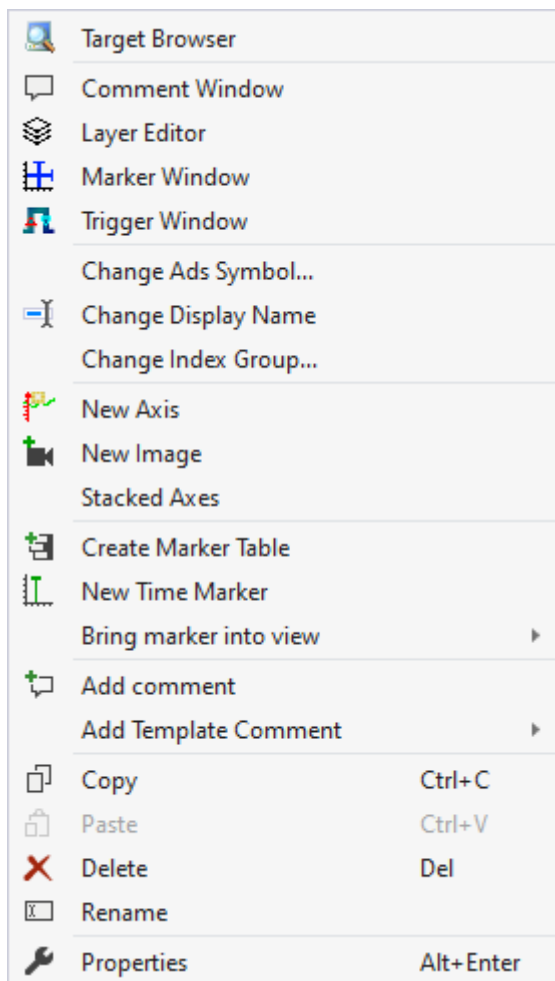 Target Browser
Comment Window
Layer Editor
Marker Window
Trigger Window
Change Ads Symbol...
Change Display Name
Change Index Group...
New Axis
New Image
Stacked Axes
Create Marker Table
New Time Marker
Bring marker into view
Add comment
Add Template Comment
Copy Ctrl+C
Paste Ctrl+V
Delete Del
Rename
Properties Alt+Enter